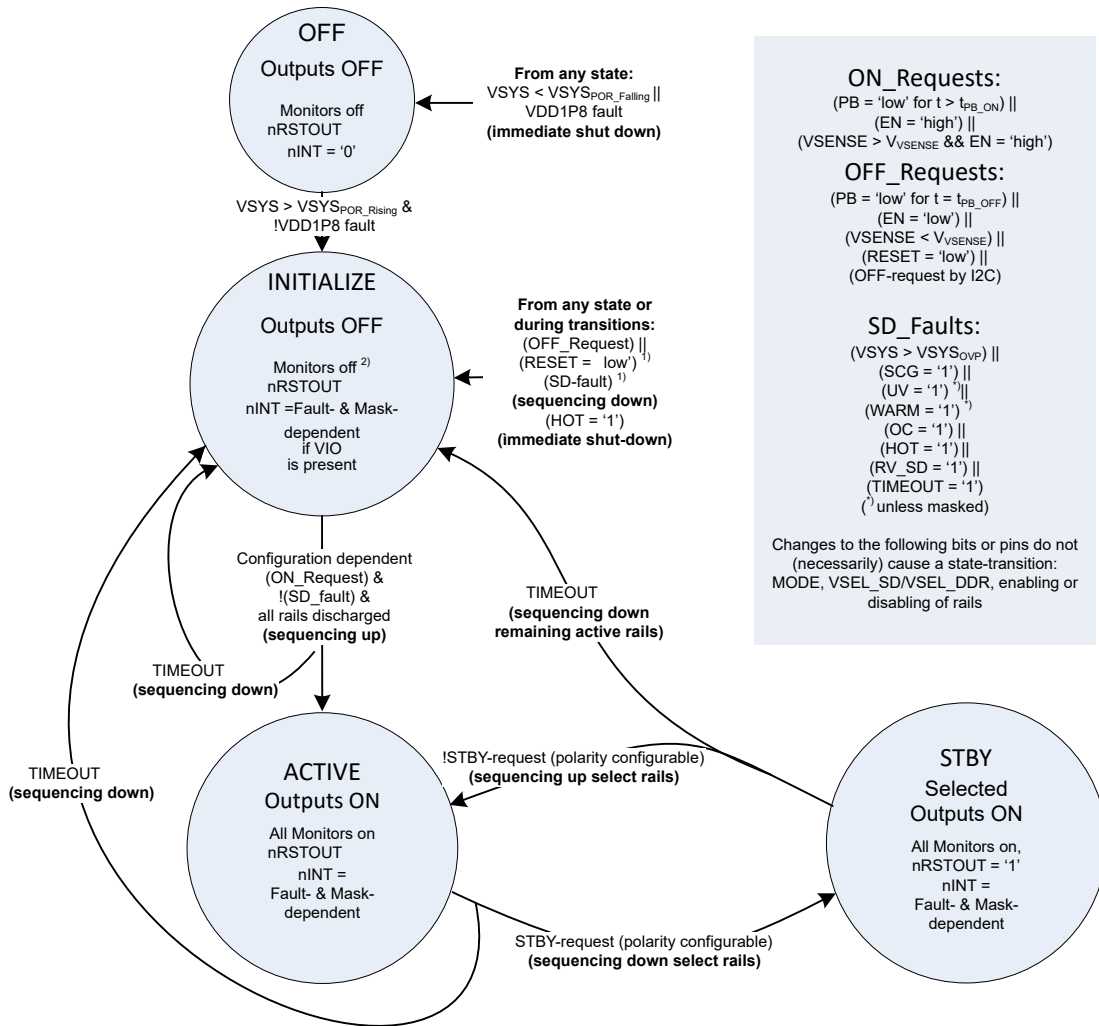 OFF
Outputs OFF
Monitors off
nRSTOUT
nINT = ‘0’
From any state:
VSYS < VSYSPOR_Falling ||
VDD1P8 fault
(immediate shut down)
VSYS > VSYSPOR_Rising &
!VDD1P8 fault
INITIALIZE
Outputs OFF
Monitors off 2)
nRSTOUT
nINT =Fault- & Mask-
dependent
if VIO
is present
From any state or
during transitions:
(OFF_Request) ||
(RESET = low’) 1)
(SD-fault) 1)
(sequencing down)
(HOT = ‘1’)
(immediate shut-down)
Configuration dependent
(ON_Request) &
!(SD_fault) &
all rails discharged
(sequencing up)
TIMEOUT
(sequencing down)
TIMEOUT
(sequencing down
remaining active rails)
TIMEOUT
(sequencing down)
ACTIVE
Outputs ON
All Monitors on
nRSTOUT
nINT =
Fault- & Mask-
dependent
!STBY-request (polarity configurable)
(sequencing up select rails)
STBY-request (polarity configurable)
(sequencing down select rails)
STBY
Selected
Outputs ON
All Monitors on,
nRSTOUT = ‘1’
nINT =
Fault- & Mask-
dependent
ON_Requests:
(PB = ‘low’ for t > tPB_ON) ||
(EN = ‘high’) ||
(VSENSE > VVSENSE && EN = ‘high’)
OFF_Requests:
(PB = ‘low’ for t = tPB_OFF) ||
(EN = ‘low’) ||
(VSENSE < VVSENSE) ||
(RESET = ‘low’) ||
(OFF-request by I2C)
SD_Faults:
(VSYS > VSYSOVP) ||
(SCG = ‘1’) ||
(UV = ‘1’) *)||
(WARM = ‘1’) *)
(OC = ‘1’) ||
(HOT = ‘1’) ||
(RV_SD = ‘1’) ||
(TIMEOUT = ‘1’)
(*) unless masked)
Changes to the following bits or pins do not
(necessarily) cause a state-transition:
MODE, VSEL_SD/VSEL_DDR, enabling or
disabling of rails